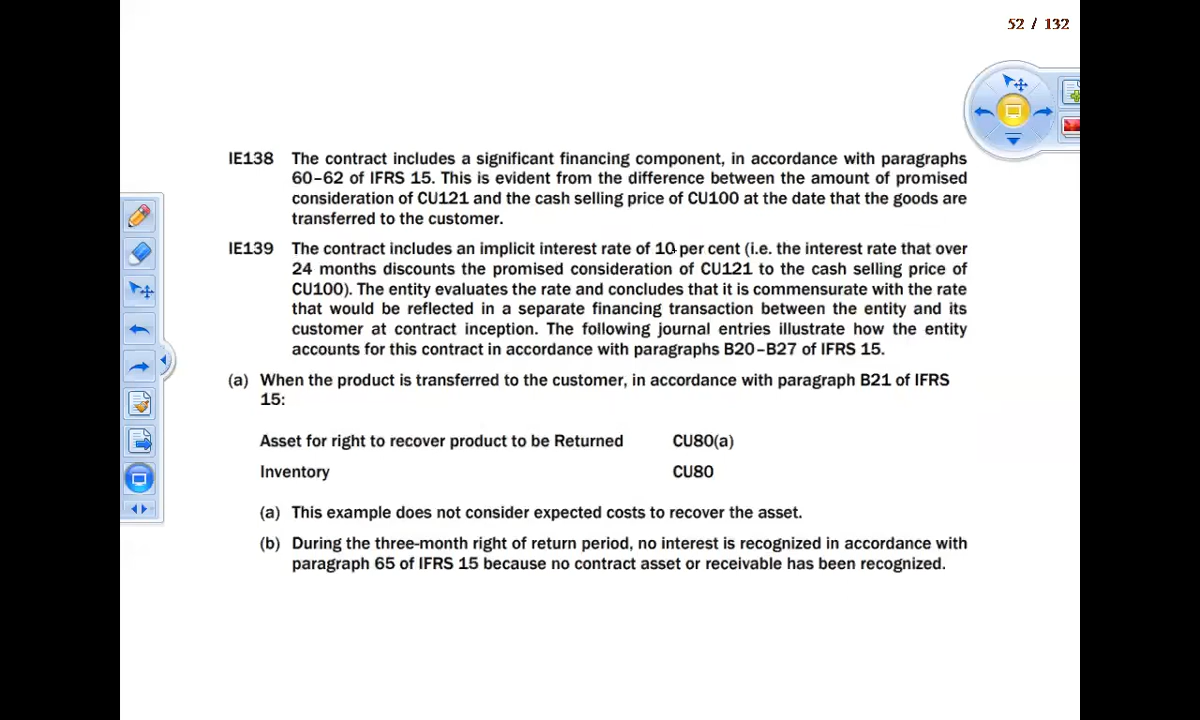 52 / 132
IE138 The contract includes a significant financing component, in accordance with paragraphs
60–62 of IFRS 15. This is evident from the difference between the amount of promised
consideration of CU121 and the cash selling price of CU100 at the date that the goods are
transferred to the customer.
IE139 The contract includes an implicit interest rate of 10 per cent (i.e. the interest rate that over
24 months discounts the promised consideration of CU121 to the cash selling price of
CU100). The entity evaluates the rate and concludes that it is commensurate with the rate
that would be reflected in a separate financing transaction between the entity and its
customer at contract inception. The following journal entries illustrate how the entity
accounts for this contract in accordance with paragraphs B20–B27 of IFRS 15.
(a) When the product is transferred to the customer, in accordance with paragraph B21 of IFRS
15:
Asset for right to recover product to be Returned CU80(a)
Inventory CU80
(a) This example does not consider expected costs to recover the asset.
(b) During the three-month right of return period, no interest is recognized in accordance with
paragraph 65 of IFRS 15 because no contract asset or receivable has been recognized.